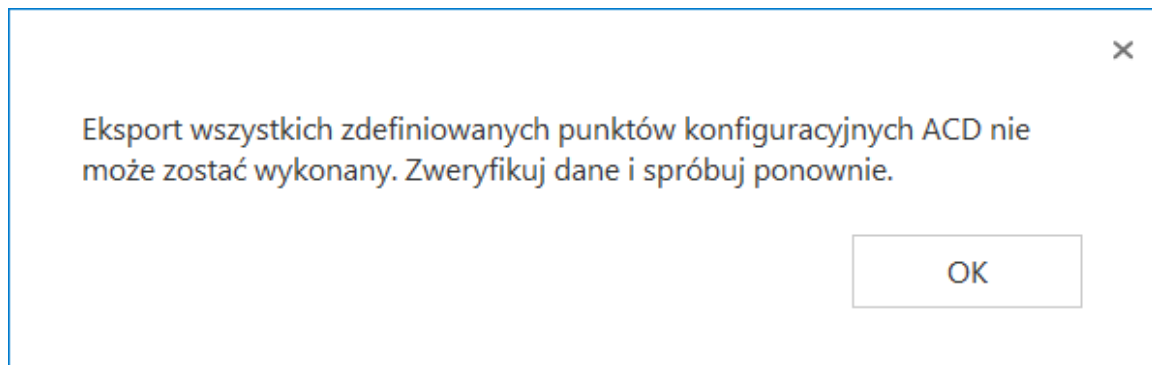 Eksport wszystkich zdefiniowanych punktów konfiguracyjnych ACD nie
może zostać wykonany. Zweryfikuj dane i spróbuj ponownie.
OK